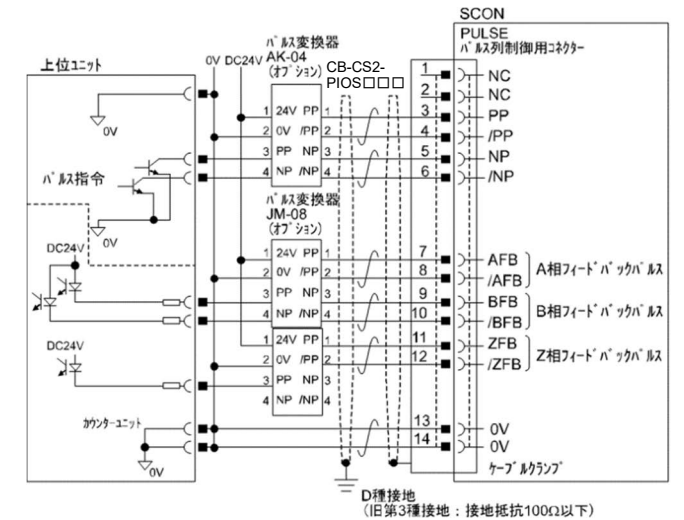 SCON
PULSE
パルス列制御用コネクター
パルス変換器
AK-04
(オプション)
0V DC24V
CB-CS2-
PIOS□□□
上位ユニット
0V
パルス指令
0V
1 24V PP 1
2 0V /PP 2
3 PP NP 3
4 NP /NP 4
1 NC
2 NC
3 PP
4 /PP
5 NP
6 /NP
パルス変換器
JM-08
(オプション)
DC24V
1 24V PP 1
2 0V /PP 2
3 PP NP 3
4 NP /NP 4
7 AFB
8 /AFB
A相フィードバックパルス
9 BFB
10 /BFB
B相フィードバックパルス
DC24V
1 24V PP 1
2 0V /PP 2
3 PP NP 3
4 NP /NP 4
11 ZFB
12 /ZFB
Z相フィードバックパルス
カウンターユニット
0V
13 0V
14 0V
ケーブルクランプ
D種接地
(旧第3種接地：接地抵抗100Ω以下)